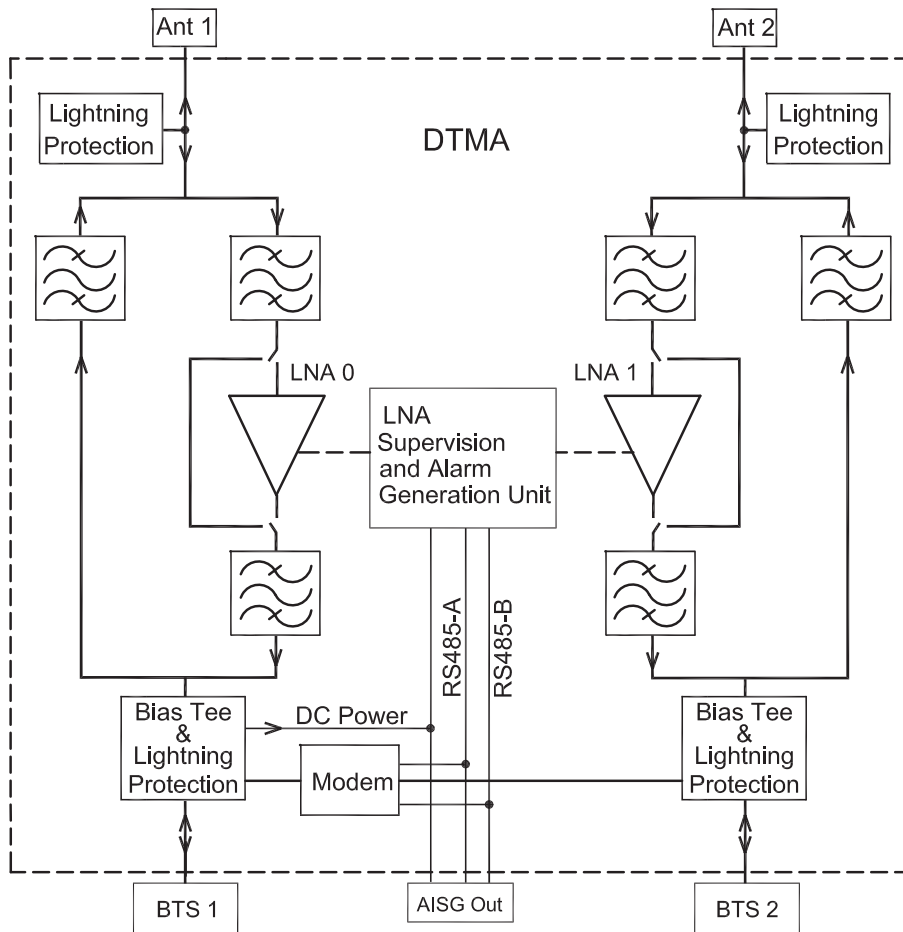 Ant 1
Ant 2
Lightning
Protection
DTMA
Lightning
Protection
LNA 0
LNA 1
LNA
Supervision
and Alarm
Generation Unit
RS485-A
RS485-B
Bias Tee
&
Lightning
Protection
DC Power
Modem
Bias Tee
&
Lightning
Protection
BTS 1
AISG Out
BTS 2